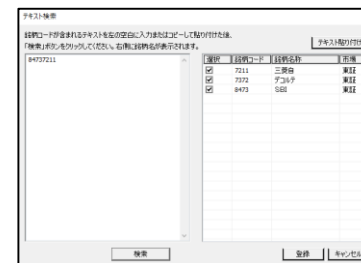 テキスト検索
銘柄コードが含まれるテキストを左の空白に入力またはコピーして貼り付けた後、
「検索」ボタンをクリックしてください。右側に銘柄名が表示されます。
テキスト貼り付け
84737211
選択 銘柄コード 銘柄名称 市場
7211 三菱自 東証
7372 デコルテ 東証
8473 SBI 東証
検索
登録
キャンセル